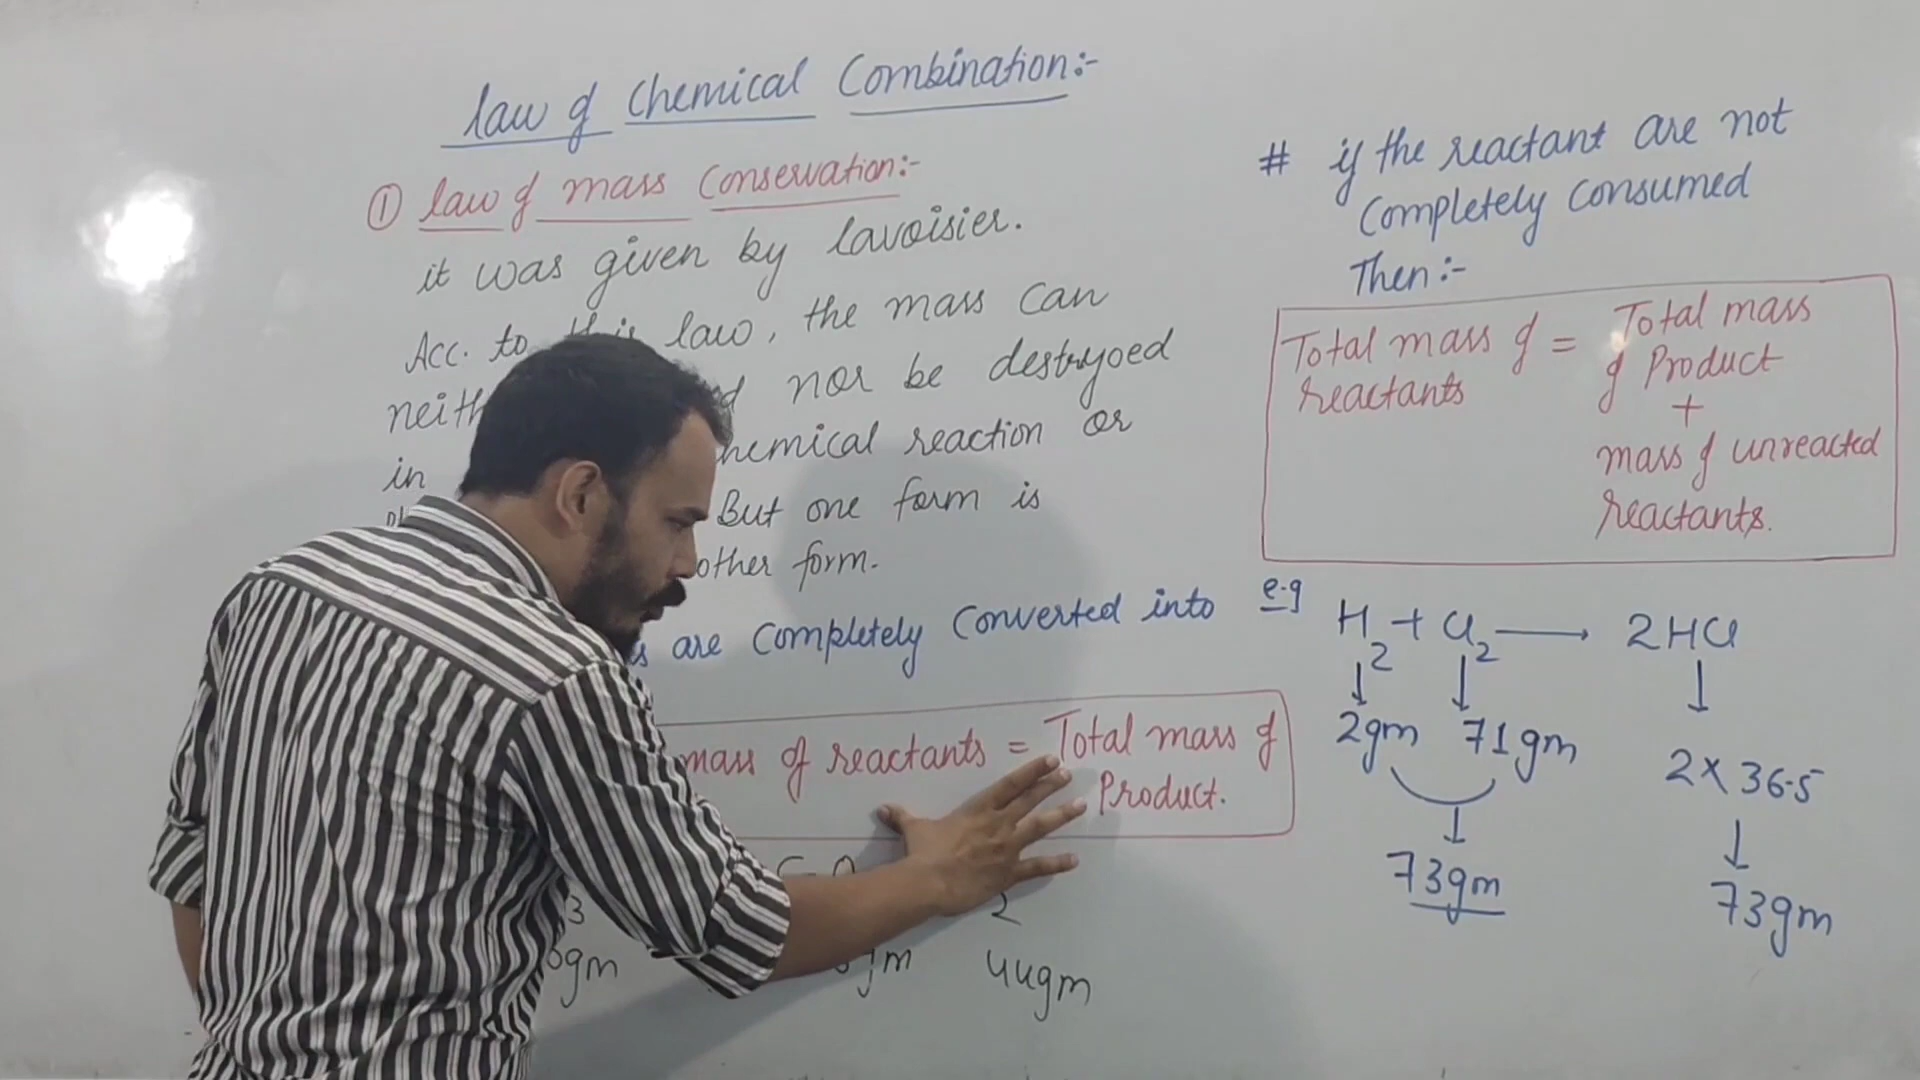 law of Chemical Combination:-
① law of mass Conservation:-
it was given by lavoisier.
Acc. to this law, the mass can
nor be destryoed
in chemical reaction or
But one form is
other form.
are Completely Converted into
mass of reactants = Total mass of
Product.
3
2
gm
gm 44gm
# if the reactant are not
Completely Consumed
Then:-
Total mass of = Total mass
reactants of Product
+
mass of unreacted
reactants.
e.g H2 + Cl2 → 2HCl
↓ ↓ ↓
2gm 71gm 2 x 36.5
↓ ↓
73gm 73gm